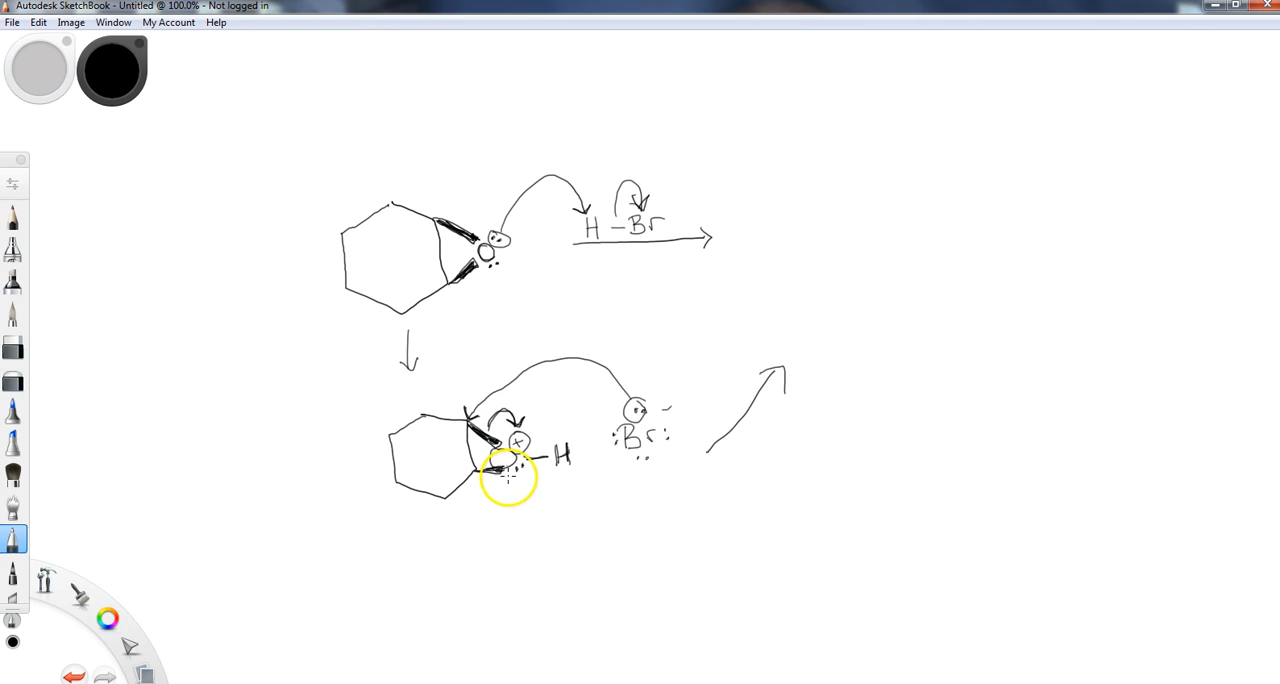 Autodesk SketchBook - Untitled @ 100.0% - Not logged in
File Edit Image Window My Account Help
H - Br
O
+
O - H
Br -